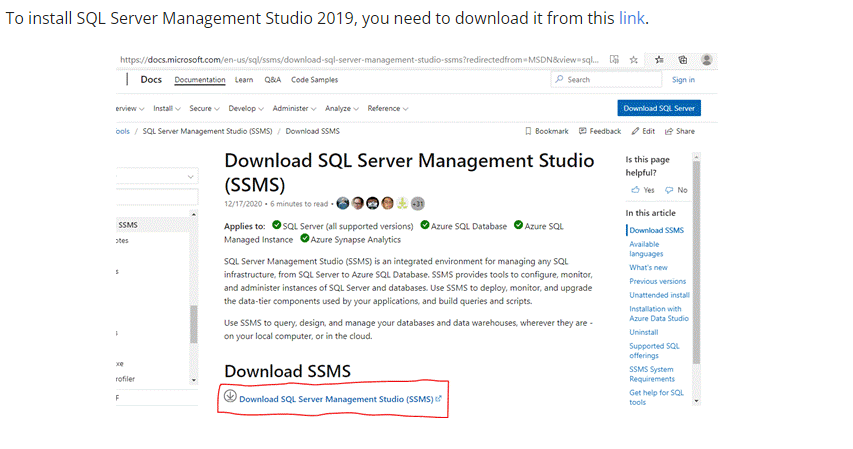 To install SQL Server Management Studio 2019, you need to download it from this link.
https://docs.microsoft.com/en-us/sql/ssms/download-sql-server-management-studio-ssms?redirectedfrom=MSDN&view=sql...
Docs Documentation Learn Q&A Code Samples
Search Sign in
erview Install Secure Develop Administer Analyze Reference
Download SQL Server
ools / SQL Server Management Studio (SSMS) / Download SSMS
Bookmark Feedback Edit Share
SSMS
otes
s
s
xe
rofiler
F
Download SQL Server Management Studio
(SSMS)
12/17/2020 • 6 minutes to read • +31
Applies to: SQL Server (all supported versions) Azure SQL Database Azure SQL
Managed Instance Azure Synapse Analytics
SQL Server Management Studio (SSMS) is an integrated environment for managing any SQL
infrastructure, from SQL Server to Azure SQL Database. SSMS provides tools to configure, monitor,
and administer instances of SQL Server and databases. Use SSMS to deploy, monitor, and upgrade
the data-tier components used by your applications, and build queries and scripts.
Use SSMS to query, design, and manage your databases and data warehouses, wherever they are -
on your local computer, or in the cloud.
Download SSMS
Download SQL Server Management Studio (SSMS)
Is this page
helpful?
Yes No
In this article
Download SSMS
Available
languages
What's new
Previous versions
Unattended install
Installation with
Azure Data Studio
Uninstall
Supported SQL
offerings
SSMS System
Requirements
Get help for SQL
tools